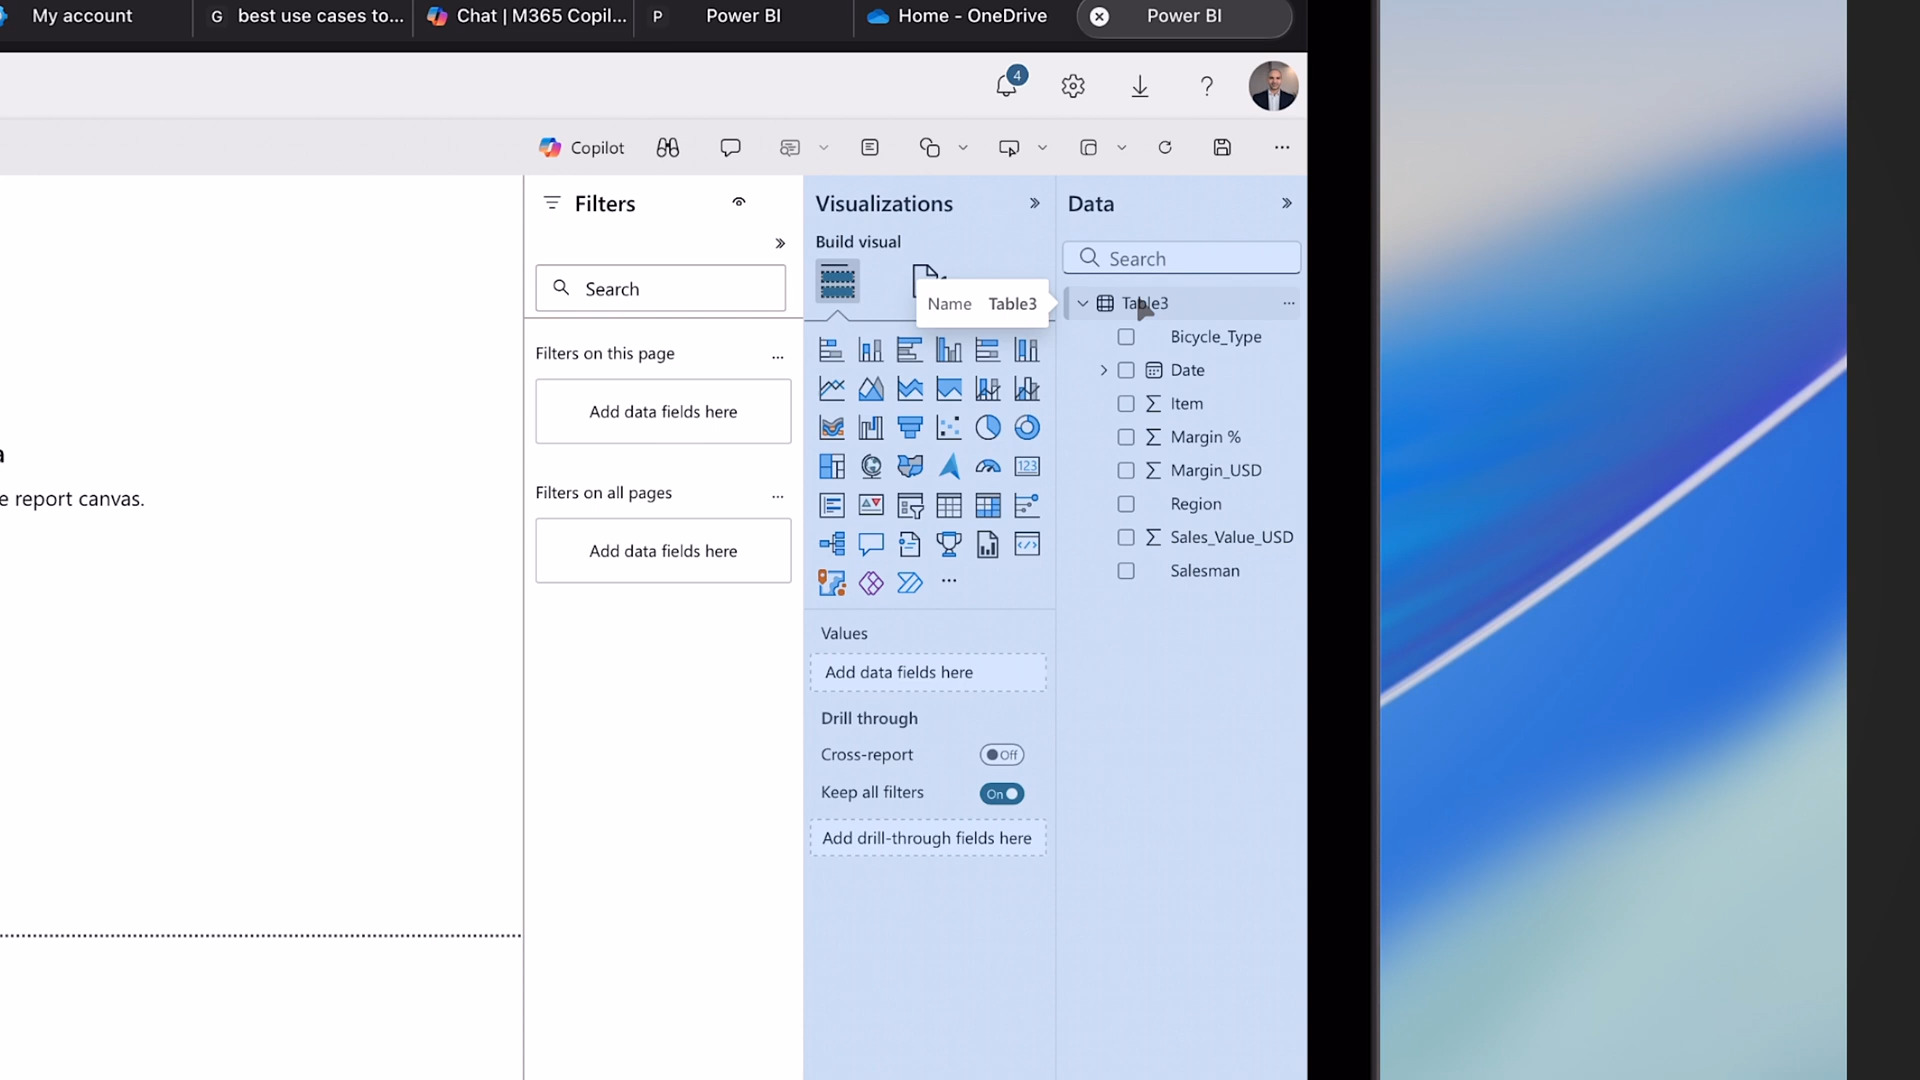 My account
G best use cases to...
Chat | M365 Copil...
P Power BI
Home - OneDrive
Power BI
4
?
Copilot
...
a
e report canvas.
Filters
Search
Filters on this page ...
Add data fields here
Filters on all pages ...
Add data fields here
Visualizations
Build visual
Name Table3
123
...
Values
Add data fields here
Drill through
Cross-report Off
Keep all filters On
Add drill-through fields here
Data
Search
Table3 ...
Bicycle_Type
Date
Σ Item
Σ Margin %
Σ Margin_USD
Region
Σ Sales_Value_USD
Salesman